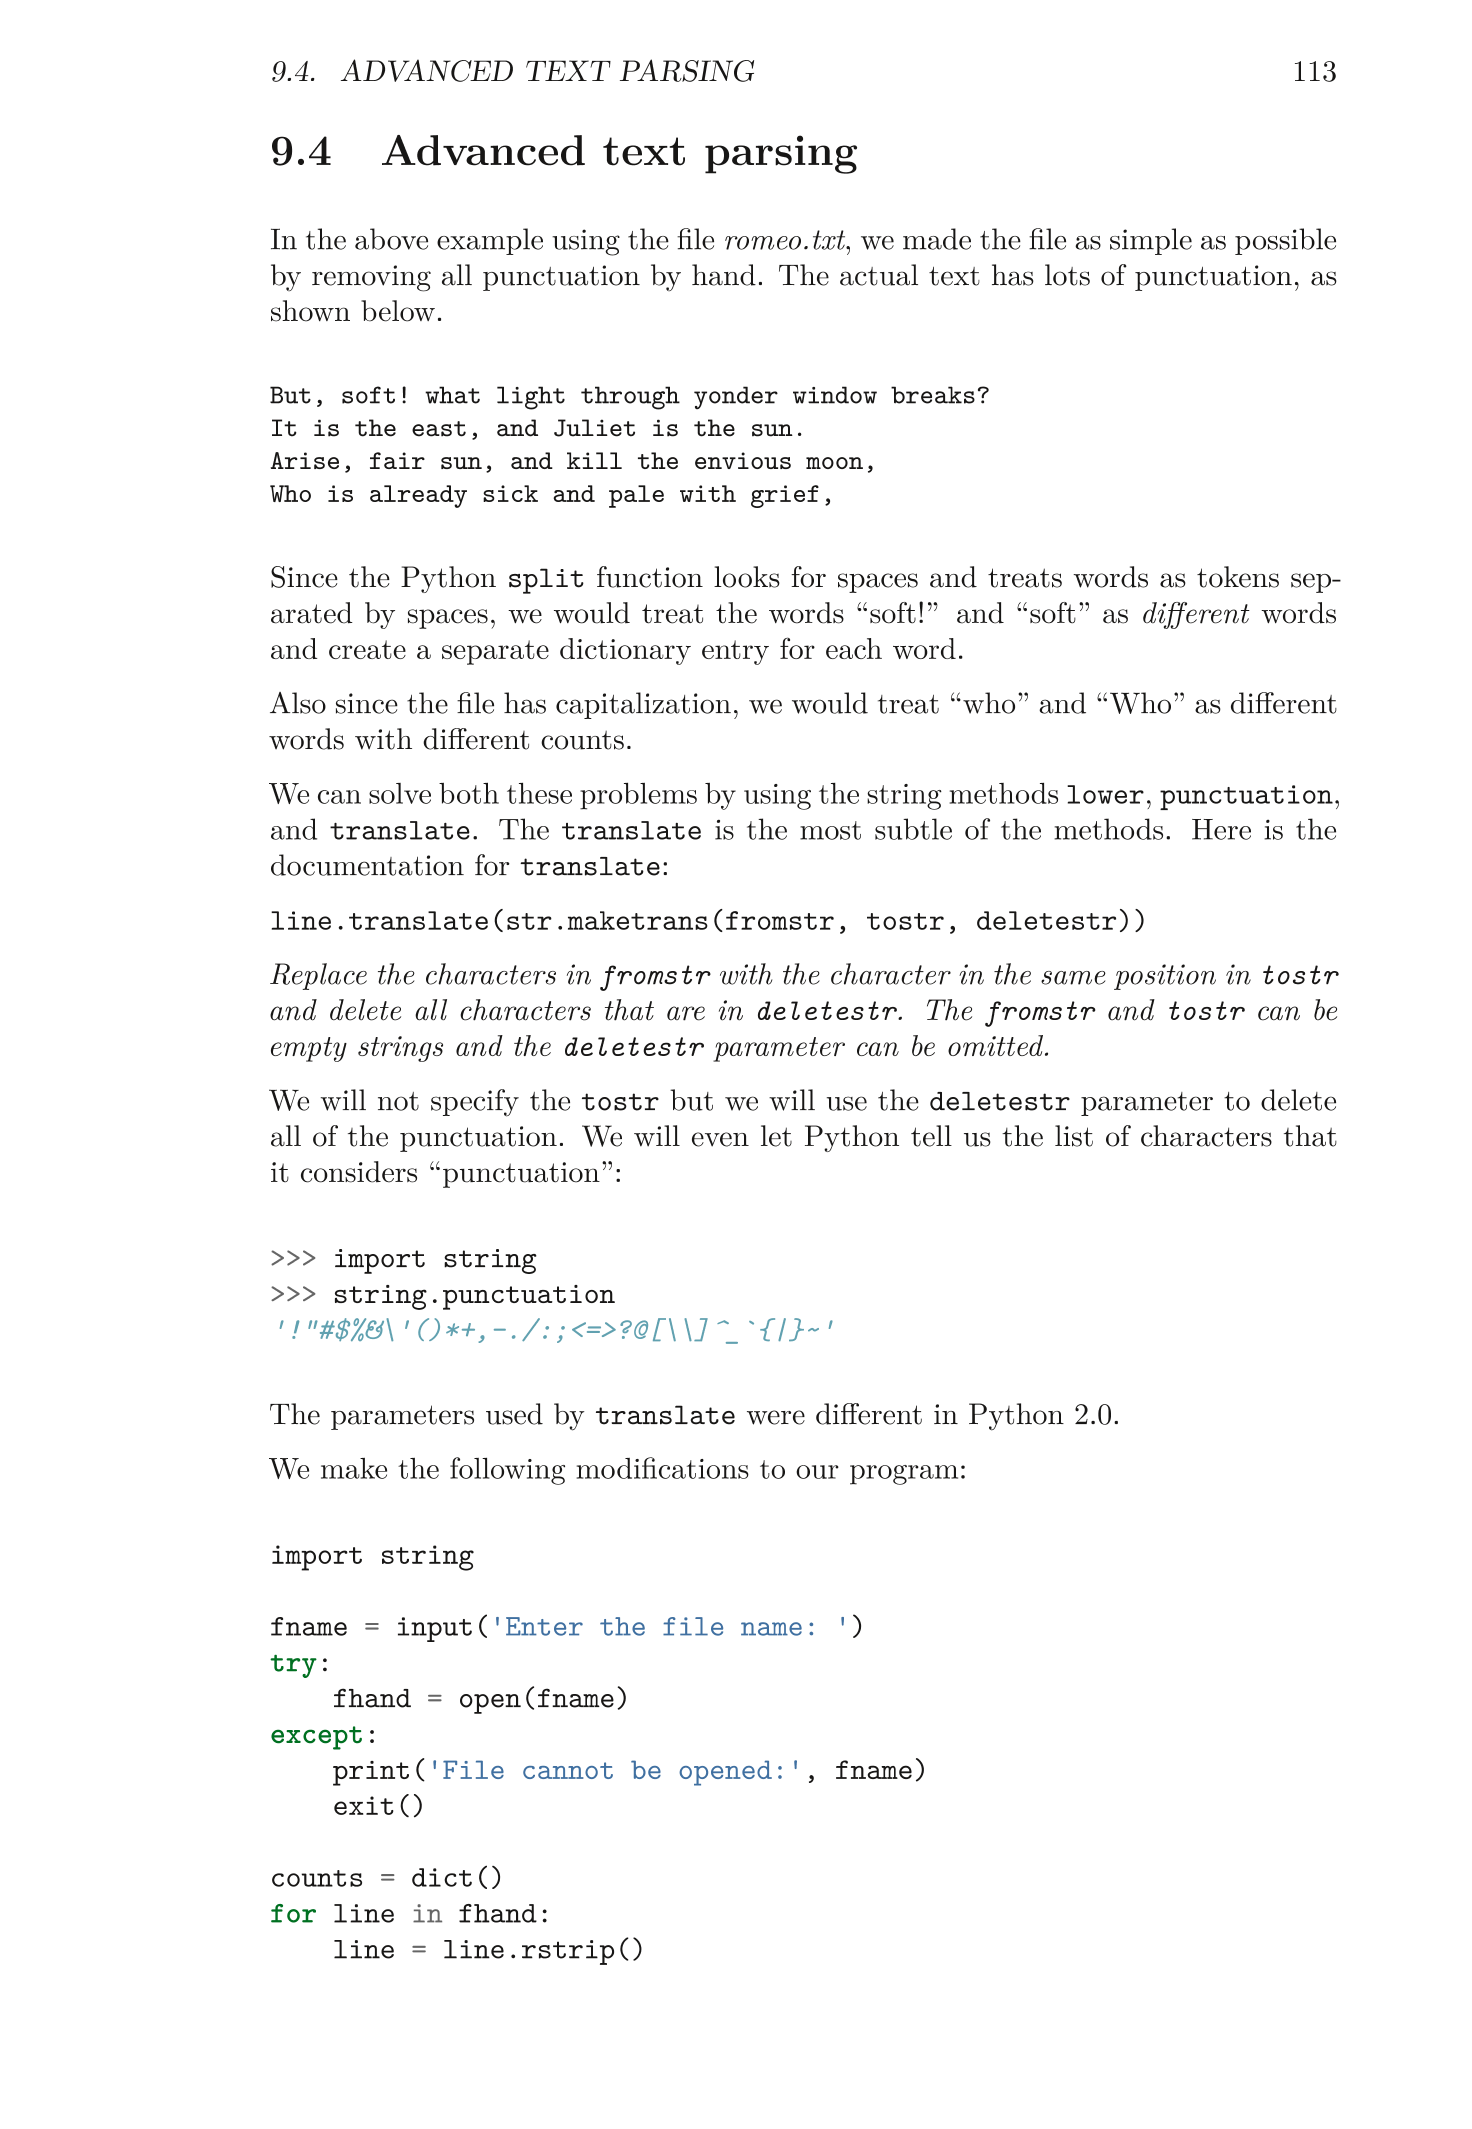 9.4. ADVANCED TEXT PARSING 113
9.4 Advanced text parsing
In the above example using the file romeo.txt, we made the file as simple as possible
by removing all punctuation by hand. The actual text has lots of punctuation, as
shown below.
But, soft! what light through yonder window breaks?
It is the east, and Juliet is the sun.
Arise, fair sun, and kill the envious moon,
Who is already sick and pale with grief,
Since the Python split function looks for spaces and treats words as tokens sep-
arated by spaces, we would treat the words “soft!” and “soft” as different words
and create a separate dictionary entry for each word.
Also since the file has capitalization, we would treat “who” and “Who” as different
words with different counts.
We can solve both these problems by using the string methods lower, punctuation,
and translate. The translate is the most subtle of the methods. Here is the
documentation for translate:
line.translate(str.maketrans(fromstr, tostr, deletestr))
Replace the characters in fromstr with the character in the same position in tostr
and delete all characters that are in deletestr. The fromstr and tostr can be
empty strings and the deletestr parameter can be omitted.
We will not specify the tostr but we will use the deletestr parameter to delete
all of the punctuation. We will even let Python tell us the list of characters that
it considers “punctuation”:
>>> import string
>>> string.punctuation
'!"#$%&\'()*+,-./:;<=>?@[\\]^_`{|}~'
The parameters used by translate were different in Python 2.0.
We make the following modifications to our program:
import string
fname = input('Enter the file name: ')
try:
    fhand = open(fname)
except:
    print('File cannot be opened:', fname)
    exit()
counts = dict()
for line in fhand:
    line = line.rstrip()